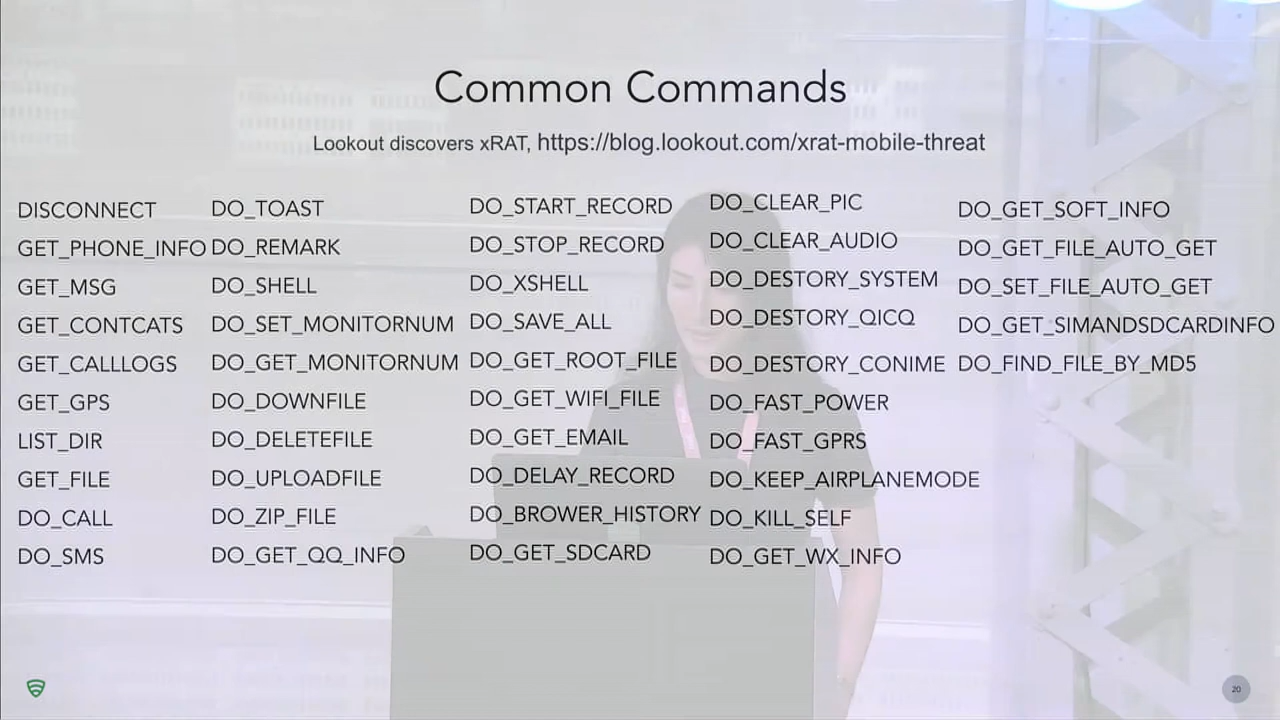 Common Commands
Lookout discovers xRAT, https://blog.lookout.com/xrat-mobile-threat
DISCONNECT
GET_PHONE_INFO
GET_MSG
GET_CONTCATS
GET_CALLLOGS
GET_GPS
LIST_DIR
GET_FILE
DO_CALL
DO_SMS
DO_TOAST
DO_REMARK
DO_SHELL
DO_SET_MONITORNUM
DO_GET_MONITORNUM
DO_DOWNFILE
DO_DELETEFILE
DO_UPLOADFILE
DO_ZIP_FILE
DO_GET_QQ_INFO
DO_START_RECORD
DO_STOP_RECORD
DO_XSHELL
DO_SAVE_ALL
DO_GET_ROOT_FILE
DO_GET_WIFI_FILE
DO_GET_EMAIL
DO_DELAY_RECORD
DO_BROWER_HISTORY
DO_GET_SDCARD
DO_CLEAR_PIC
DO_CLEAR_AUDIO
DO_DESTORY_SYSTEM
DO_DESTORY_QICQ
DO_DESTORY_CONIME
DO_FAST_POWER
DO_FAST_GPRS
DO_KEEP_AIRPLANEMODE
DO_KILL_SELF
DO_GET_WX_INFO
DO_GET_SOFT_INFO
DO_GET_FILE_AUTO_GET
DO_SET_FILE_AUTO_GET
DO_GET_SIMANDSDCARDINFO
DO_FIND_FILE_BY_MD5
20